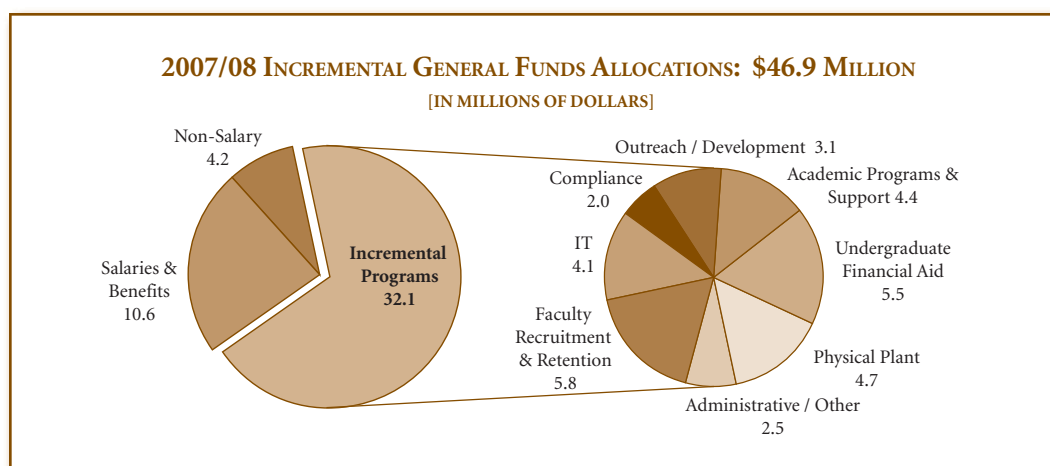 2007/08 Incremental General Funds Allocations: $46.9 Million
[in millions of dollars]
Non-Salary
4.2
Salaries &
Benefits
10.6
Incremental
Programs
32.1
Outreach / Development 3.1
Academic Programs &
Support 4.4
Undergraduate
Financial Aid
5.5
Physical Plant
4.7
Administrative / Other
2.5
Faculty
Recruitment
& Retention
5.8
IT
4.1
Compliance
2.0